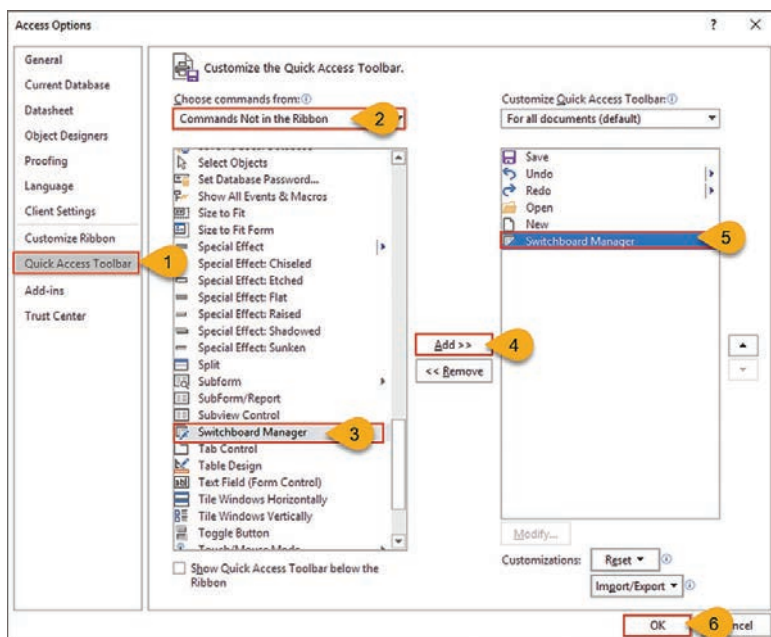 Access Options
?
General
Current Database
Datasheet
Object Designers
Proofing
Language
Client Settings
Customize Ribbon
Quick Access Toolbar
1
Add-ins
Trust Center
Customize the Quick Access Toolbar.
Choose commands from:
Commands Not in the Ribbon
2
Select Objects
Set Database Password...
Show All Events & Macros
Size to Fit
Size to Fit Form
Special Effect
Special Effect: Chiseled
Special Effect: Etched
Special Effect: Flat
Special Effect: Raised
Special Effect: Shadowed
Special Effect: Sunken
Split
Subform
SubForm/Report
Subview Control
Switchboard Manager
3
Tab Control
Table Design
Text Field (Form Control)
Tile Windows Horizontally
Tile Windows Vertically
Toggle Button
Touch/Mouse Mode
Show Quick Access Toolbar below the
Ribbon
Add >>
4
<< Remove
Customize Quick Access Toolbar:
For all documents (default)
Save
Undo
Redo
Open
New
Switchboard Manager
5
Modify...
Customizations:
Reset
Import/Export
OK
6
ncel